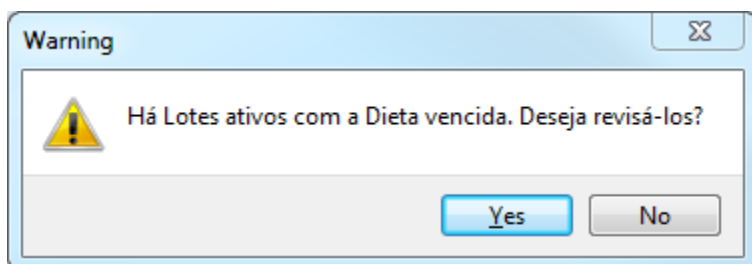 Warning
Há Lotes ativos com a Dieta vencida. Deseja revisá-los?
Yes
No